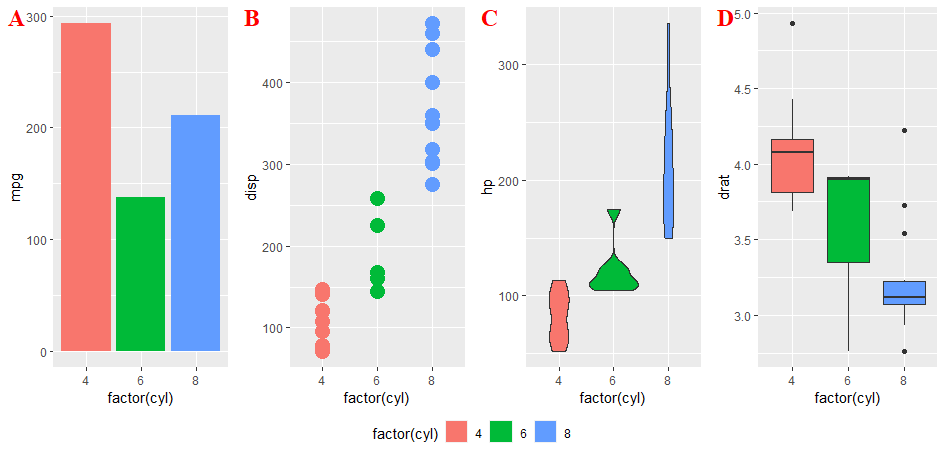 A
mpg
300
200
100
0
4 6 8
factor(cyl)
B
disp
400
300
200
100
4 6 8
factor(cyl)
C
hp
300
200
100
4 6 8
factor(cyl)
D
drat
5.0
4.5
4.0
3.5
3.0
4 6 8
factor(cyl)
factor(cyl) 4 6 8